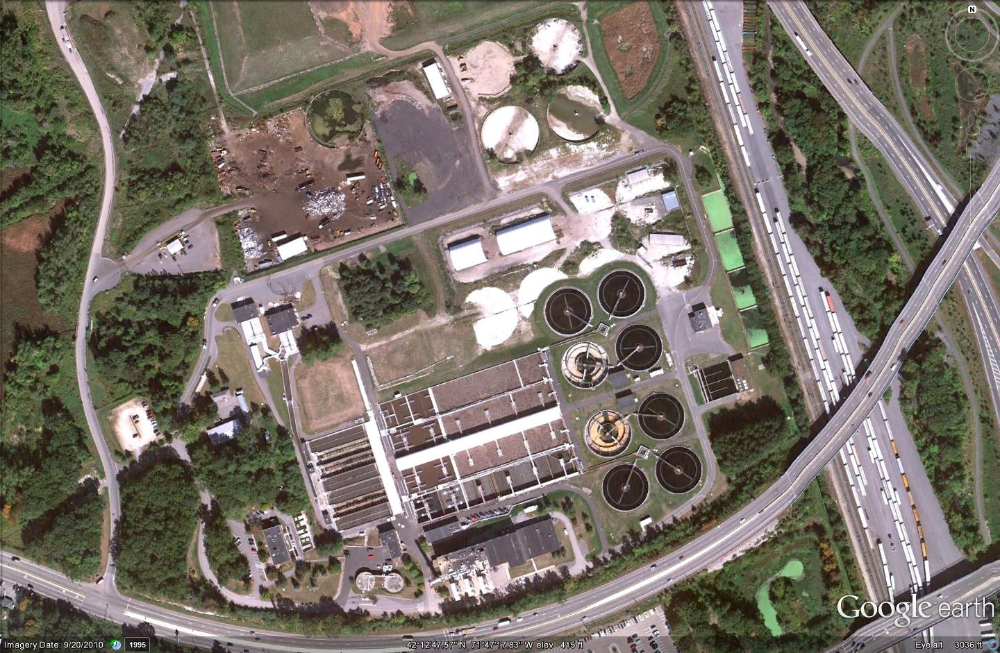 N
Google earth
Imagery Date: 9/20/2010 1995 42°12'47.57" N 71°47'17.83" W elev 415 ft Eye alt 3036 ft